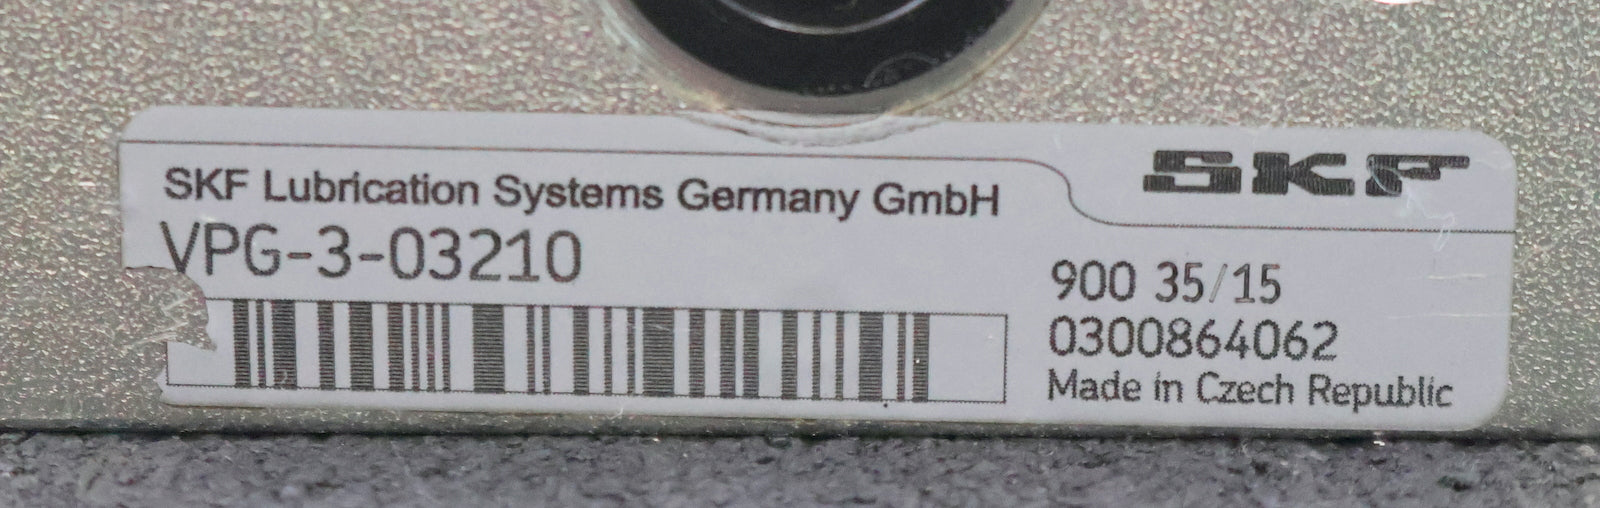 SKF
SKF Lubrication Systems Germany GmbH
VPG-3-03210
900 35/15
0300864062
Made in Czech Republic